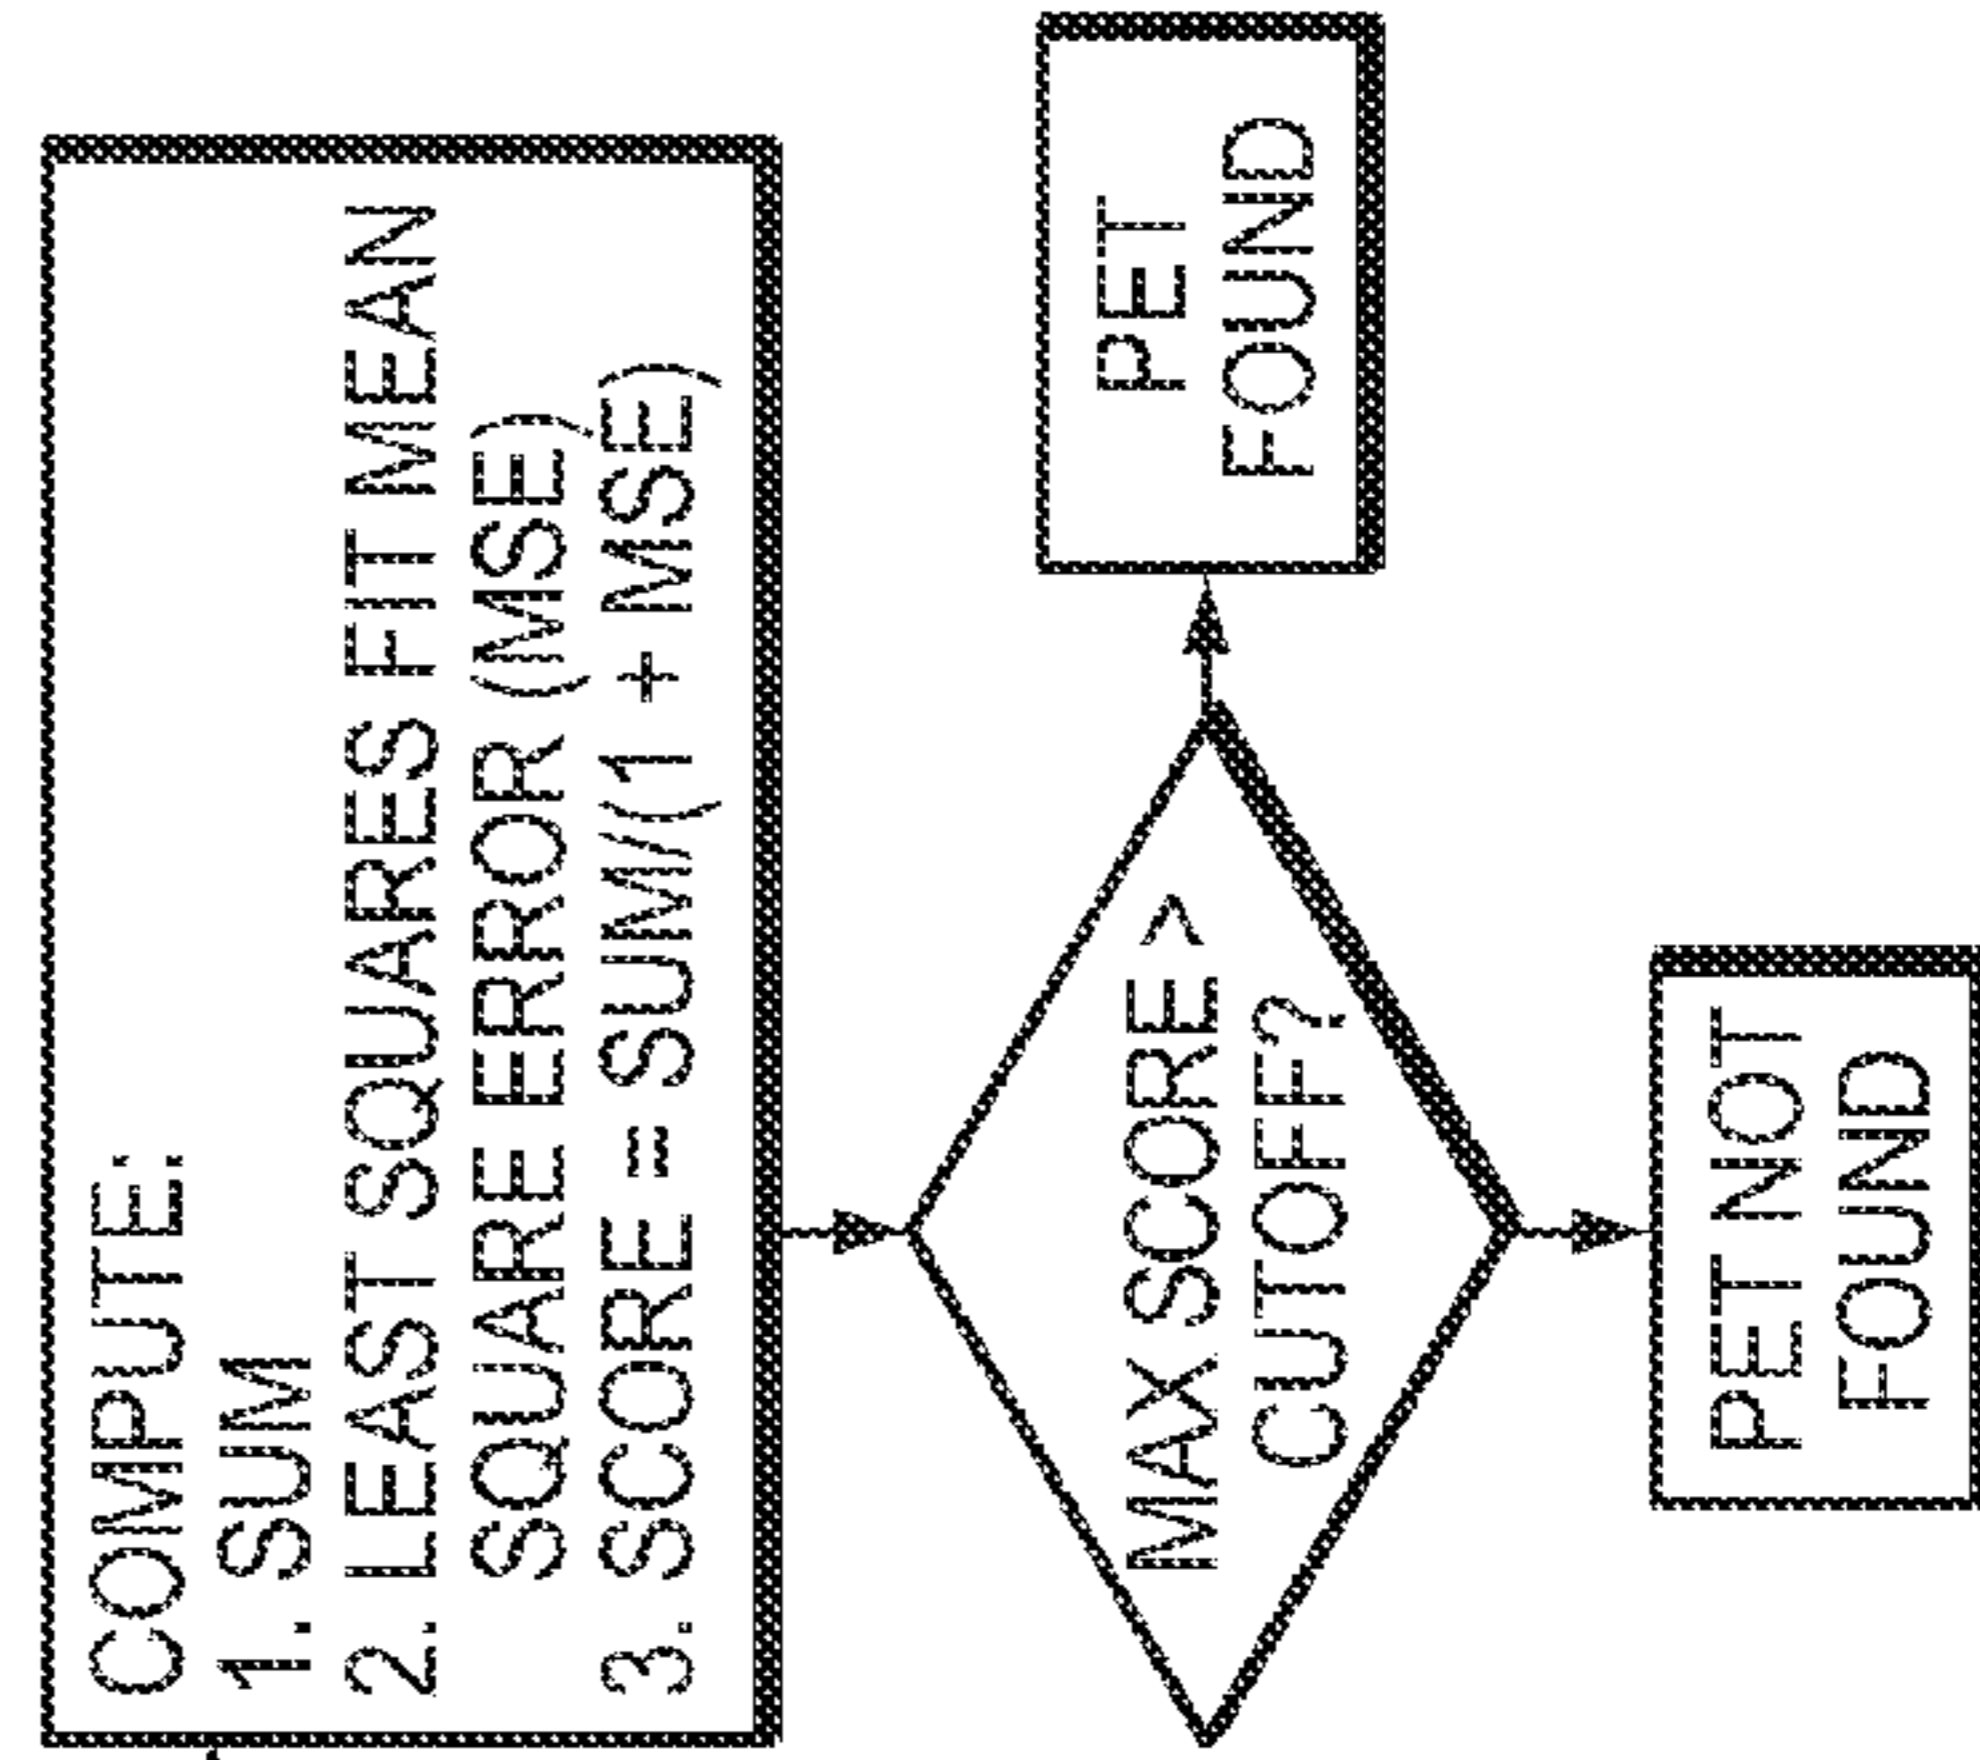 COMPUTE:
1. SUM
2. LEAST SQUARES FIT MEAN
SQUARE ERROR (MSE)
3. SCORE = SUM/(1 + MSE)
MAX SCORE >
CUTOFF?
PET
FOUND
PET NOT
FOUND